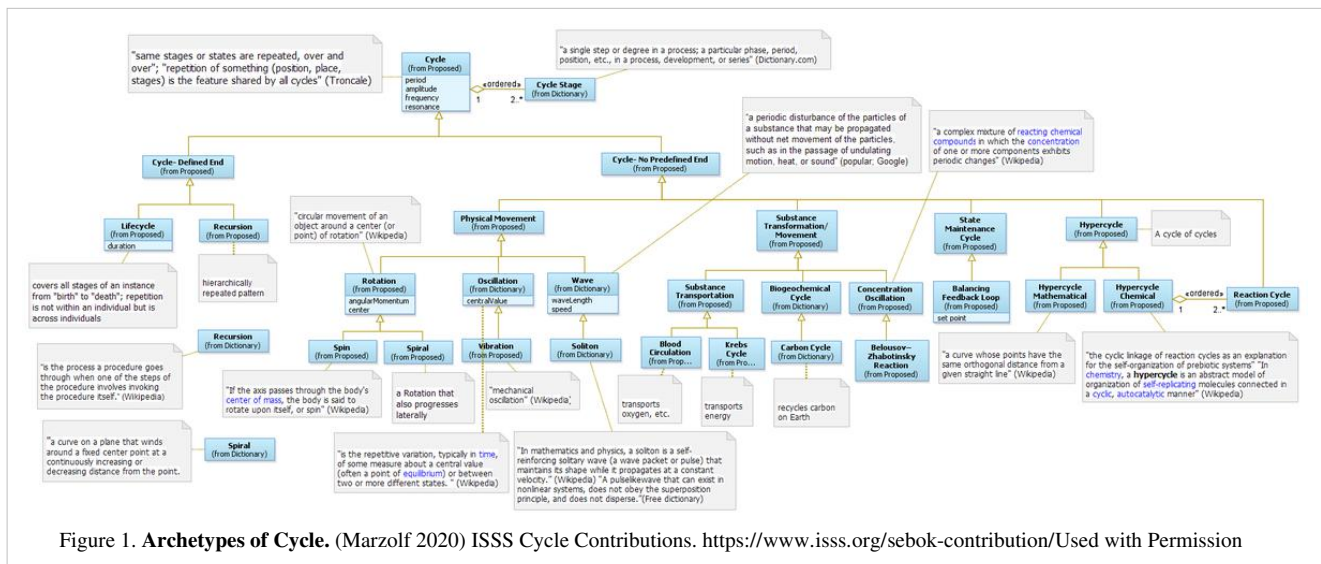 "same stages or states are repeated, over and
over"; "repetition of something (position, place,
stages) is the feature shared by all cycles" (Troncale)
Cycle
(from Proposed)
period
amplitude
frequency
resonance
«ordered»
1
2..*
Cycle Stage
(from Dictionary)
"a single step or degree in a process; a particular phase, period,
position, etc., in a process, development, or series" (Dictionary.com)
"a periodic disturbance of the particles of
a substance that may be propagated
without net movement of the particles,
such as in the passage of undulating
motion, heat, or sound" (popular, Google)
"a complex mixture of reacting chemical
compounds in which the concentration
of one or more components exhibits
periodic changes" (Wikipedia)
Cycle- Defined End
(from Proposed)
Cycle- No Predefined End
(from Proposed)
Lifecycle
(from Proposed)
duration
Recursion
(from Proposed)
"circular movement of an
object around a center (or
point) of rotation" (Wikipedia)
Physical Movement
(from Proposed)
Substance
Transformation/
Movement
(from Proposed)
State
Maintenance
Cycle
(from Proposed)
Hypercycle
(from Proposed)
A cycle of cycles
covers all stages of an instance
from "birth" to "death"; repetition
is not within an individual but is
across individuals
hierarchically
repeated pattern
Rotation
(from Proposed)
angularMomentum
center
Oscillation
(from Dictionary)
centralValue
Wave
(from Dictionary)
waveLength
speed
Substance
Transportation
(from Proposed)
Biogeochemical
Cycle
(from Dictionary)
Concentration
Oscillation
(from Proposed)
Balancing
Feedback Loop
(from Proposed)
set point
Hypercycle
Mathematical
(from Proposed)
Hypercycle
Chemical
(from Proposed)
«ordered»
1
2..*
Reaction Cycle
(from Proposed)
Recursion
(from Dictionary)
"is the process a procedure goes
through when one of the steps of
the procedure involves invoking
the procedure itself." (Wikipedia)
Spin
(from Proposed)
Spiral
(from Proposed)
Vibration
(from Dictionary)
Soliton
(from Dictionary)
Blood
Circulation
(from Prop...
Krebs
Cycle
(from Pro...
Carbon Cycle
(from Dictionary)
Belousov–
Zhabotinsky
Reaction
(from Proposed)
"If the axis passes through the body's
center of mass, the body is said to
rotate upon itself, or spin" (Wikipedia)
a Rotation that
also progresses
laterally
"mechanical
oscillation" (Wikipedia)
transports
oxygen, etc.
transports
energy
recycles carbon
on Earth
"a curve whose points have the
same orthogonal distance from a
given straight line" (Wikipedia)
"the cyclic linkage of reaction cycles as an explanation
for the self-organization of prebiotic systems" "In
chemistry, a hypercycle is an abstract model of
organization of self-replicating molecules connected in
a cyclic, autocatalytic manner" (Wikipedia)
"a curve on a plane that winds
around a fixed center point at a
continuously increasing or
decreasing distance from the point.
Spiral
(from Dictionary)
"is the repetitive variation, typically in time,
of some measure about a central value
(often a point of equilibrium) or between
two or more different states. " (Wikipedia)
"In mathematics and physics, a soliton is a self-
reinforcing solitary wave (a wave packet or pulse) that
maintains its shape while it propagates at a constant
velocity." (Wikipedia) "A pulselikewave that can exist in
nonlinear systems, does not obey the superposition
principle, and does not disperse."(Free dictionary)
Figure 1. Archetypes of Cycle. (Marzolf 2020) ISSS Cycle Contributions. https://www.isss.org/sebok-contribution/Used with Permission